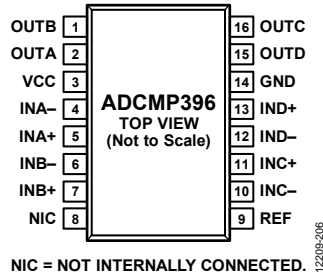 OUTB 1
OUTA 2
VCC 3
INA– 4
INA+ 5
INB– 6
INB+ 7
NIC 8
ADCMP396
TOP VIEW
(Not to Scale)
16 OUTC
15 OUTD
14 GND
13 IND+
12 IND–
11 INC+
10 INC–
9 REF
NIC = NOT INTERNALLY CONNECTED.
12209-206